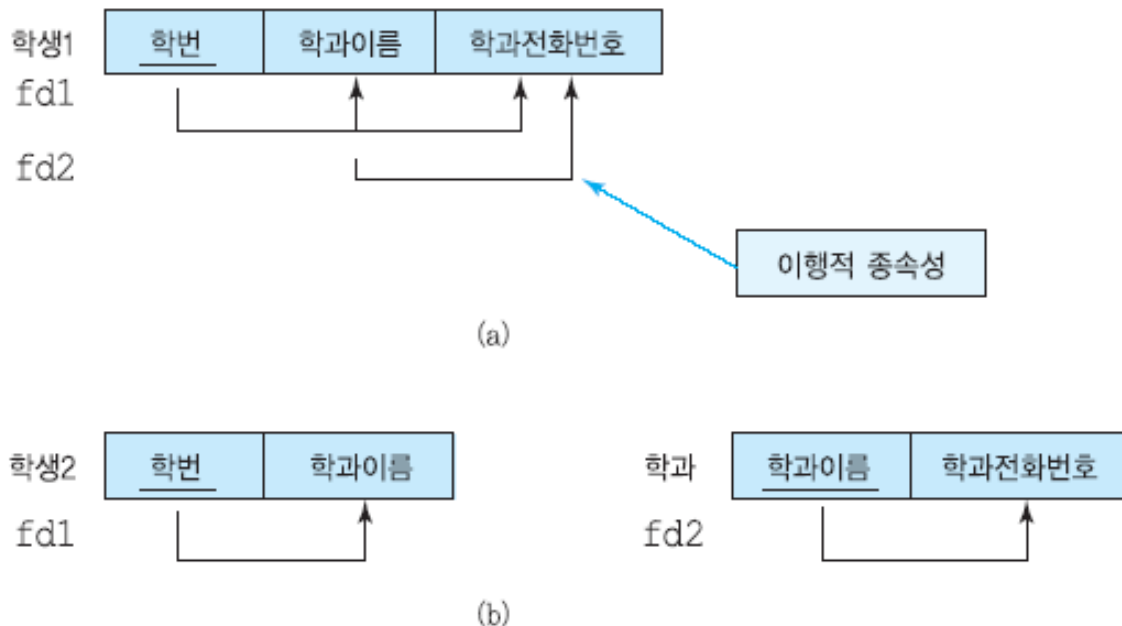 학생1 학번 학과이름 학과전화번호
fd1
fd2
이행적 종속성
(a)
학생2 학번 학과이름 학과 학과이름 학과전화번호
fd1 fd2
(b)